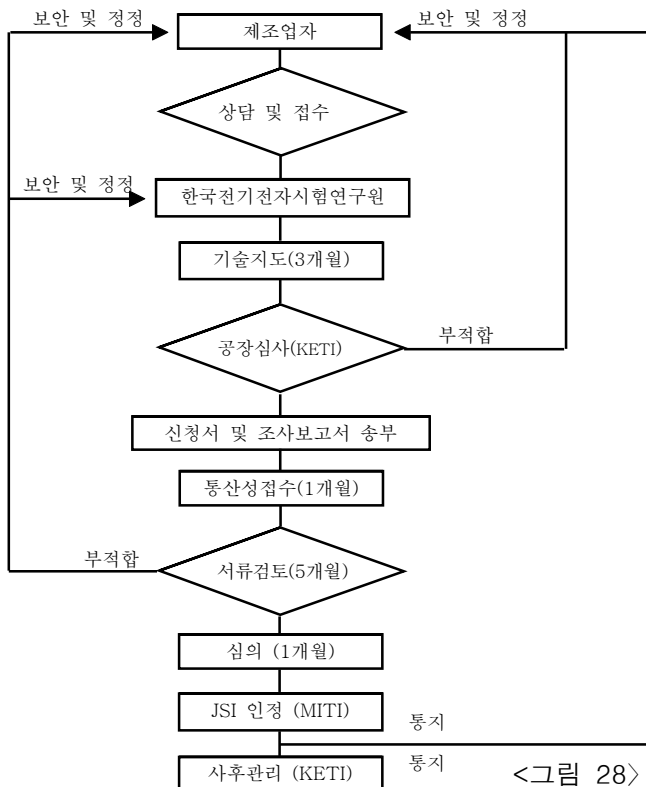 보안 및 정정
보안 및 정정
제조업자
상담 및 접수
보안 및 정정
한국전기전자시험연구원
기술지도(3개월)
공장심사(KETI)
부적합
신청서 및 조사보고서 송부
통산성접수(1개월)
부적합
서류검토(5개월)
심의 (1개월)
JSI 인정 (MITI)
통지
사후관리 (KETI)
통지
<그림 28>